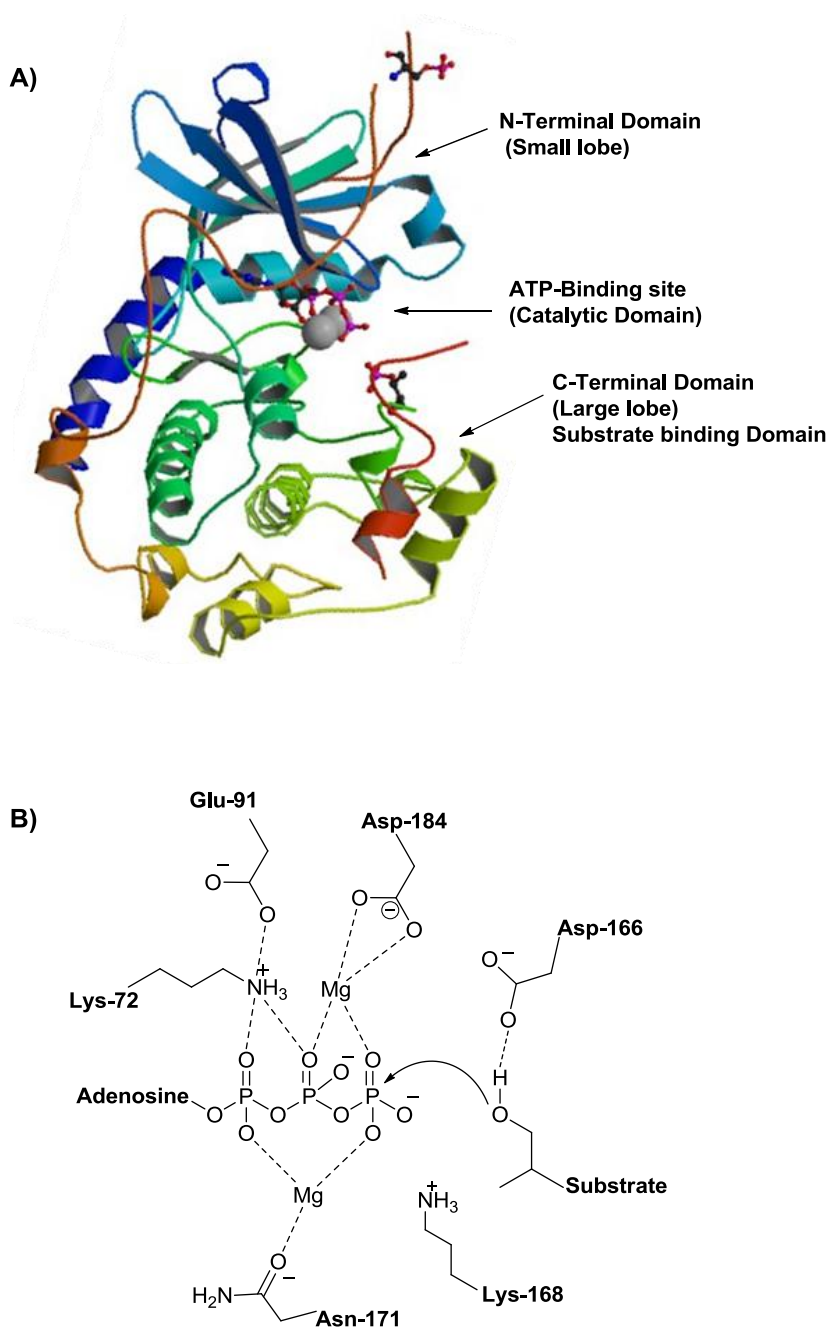 A)
N-Terminal Domain
(Small lobe)
ATP-Binding site
(Catalytic Domain)
C-Terminal Domain
(Large lobe)
Substrate binding Domain
B)
Glu-91
Asp-184
Asp-166
O−
O
O
O
−
O−
O
Lys-72
+
NH3
Mg
O
O
O
O−
H
Adenosine
O
P
O
P
O
P
O−
O
O
O
Substrate
Mg
+
NH3
O
−
H2N
Asn-171
Lys-168